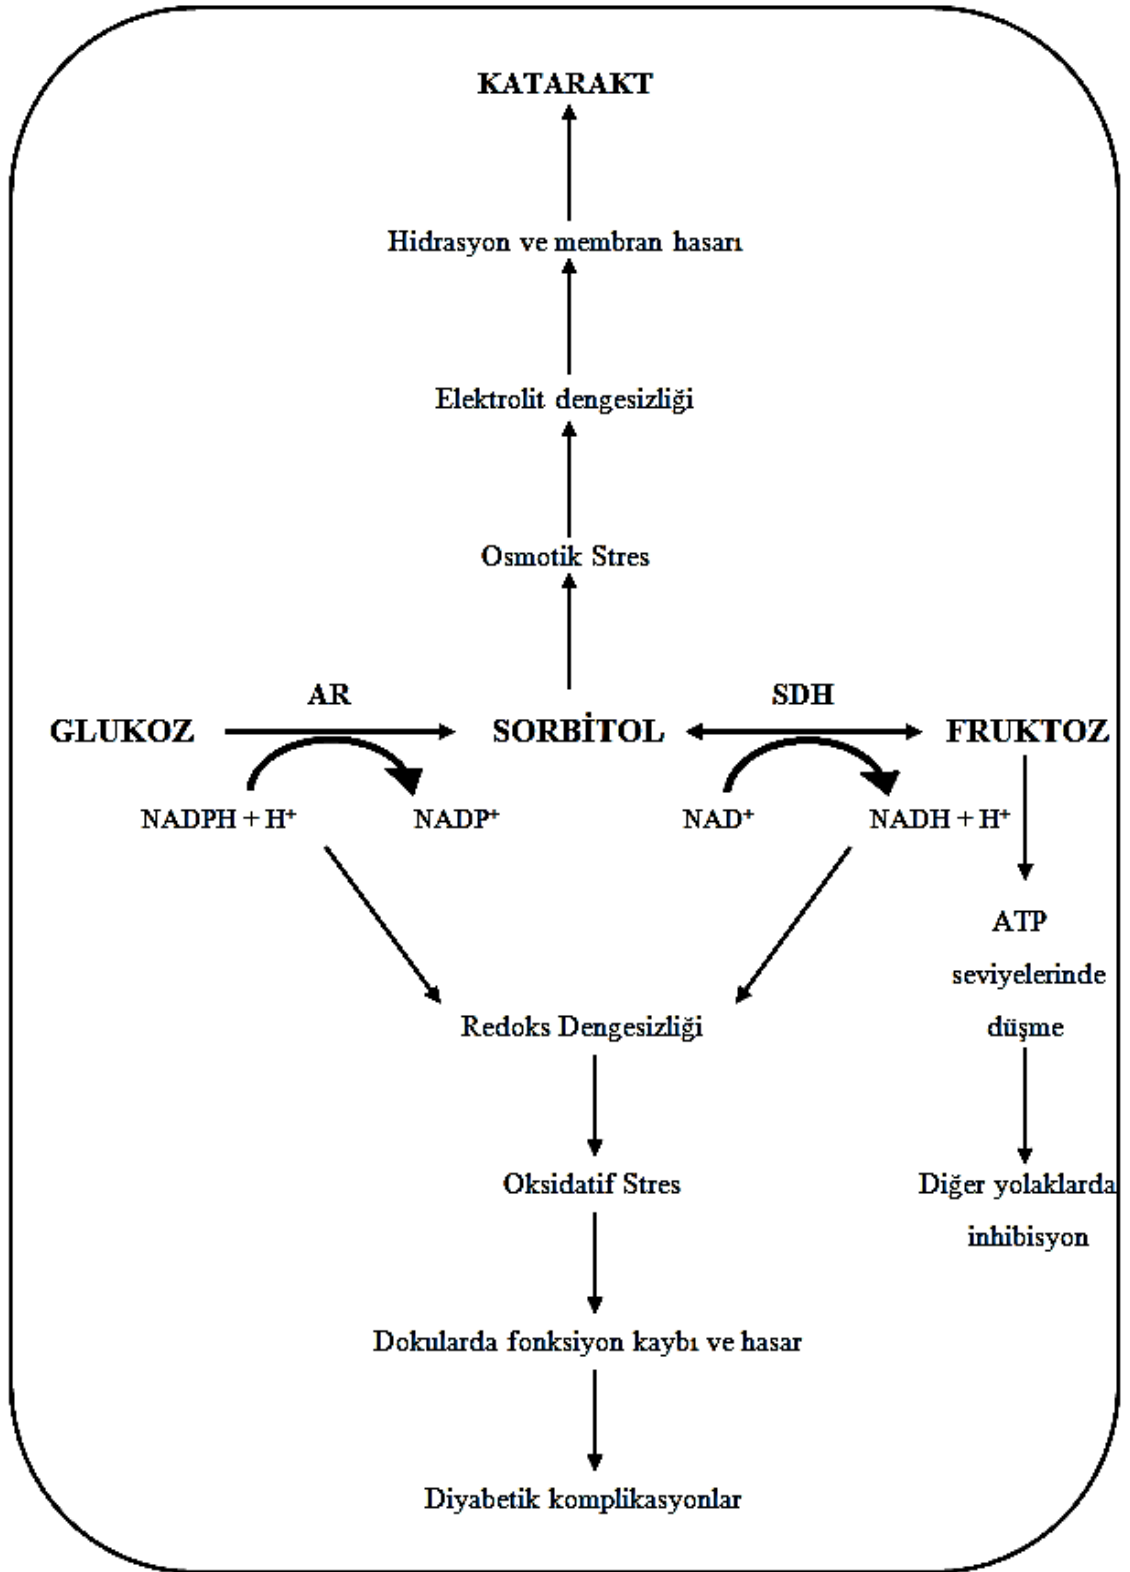 KATARAKT
Hidrasyon ve membran hasarı
Elektrolit dengesizliği
Osmotik Stres
AR
SDH
GLUKOZ
SORBİTOL
FRUKTOZ
NADPH + H⁺
NADP⁺
NAD⁺
NADH + H⁺
ATP
seviyelerinde
düşme
Redoks Dengesizliği
Oksidatif Stres
Diğer yolaklarda
inhibisyon
Dokularda fonksiyon kaybı ve hasar
Diyabetik komplikasyonlar